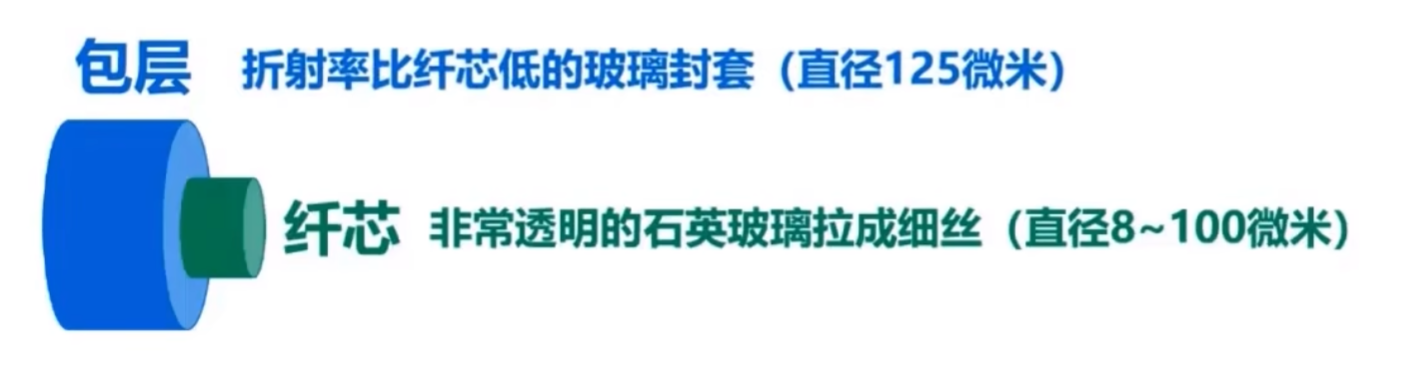 包层 折射率比纤芯低的玻璃封套（直径125微米）
纤芯 非常透明的石英玻璃拉成细丝（直径8~100微米）